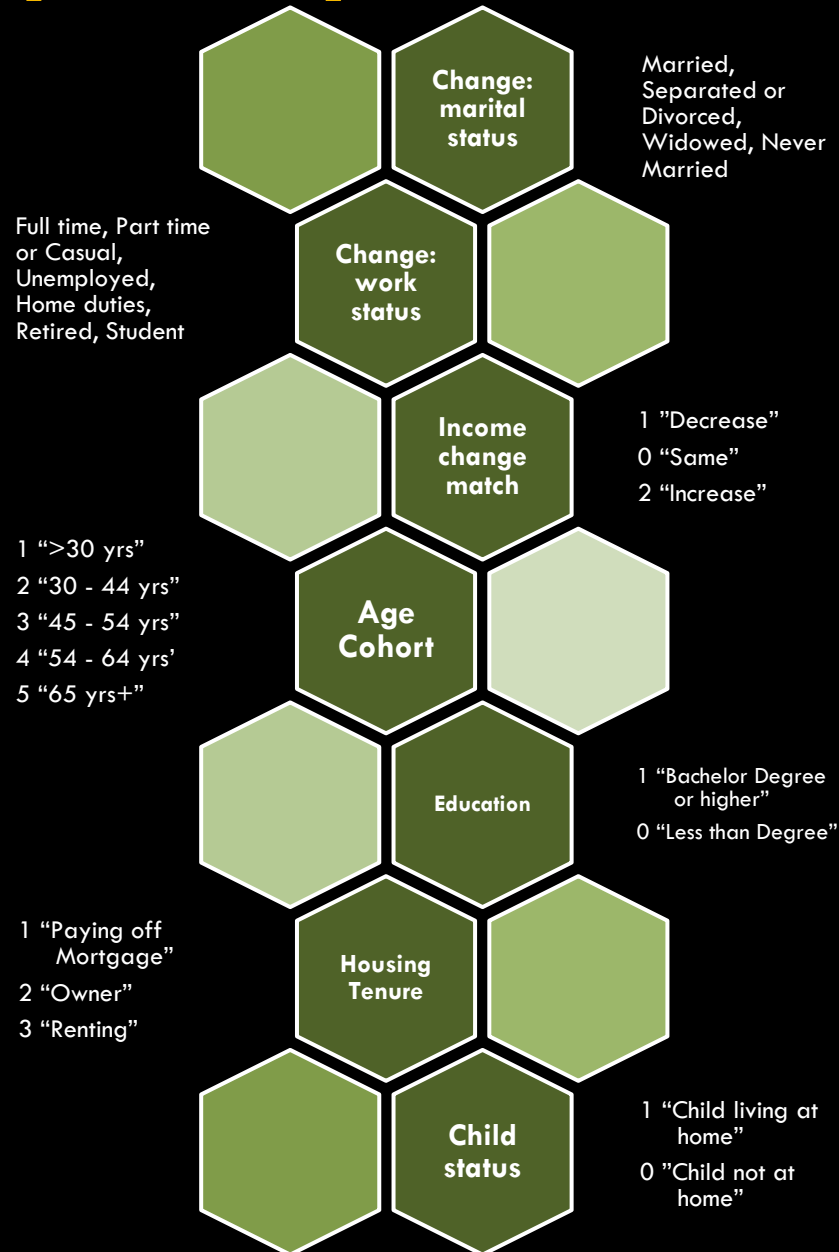 Change:
marital
status
Married,
Separated or
Divorced,
Widowed, Never
Married
Full time, Part time
or Casual,
Unemployed,
Home duties,
Retired, Student
Change:
work
status
Income
change
match
1 ”Decrease”
0 “Same”
2 “Increase”
1 “>30 yrs”
2 “30 - 44 yrs”
3 “45 - 54 yrs”
4 “54 - 64 yrs’
5 “65 yrs+”
Age
Cohort
Education
1 “Bachelor Degree
or higher”
0 “Less than Degree”
1 “Paying off
Mortgage”
2 “Owner”
3 “Renting”
Housing
Tenure
Child
status
1 “Child living at
home”
0 ”Child not at
home”